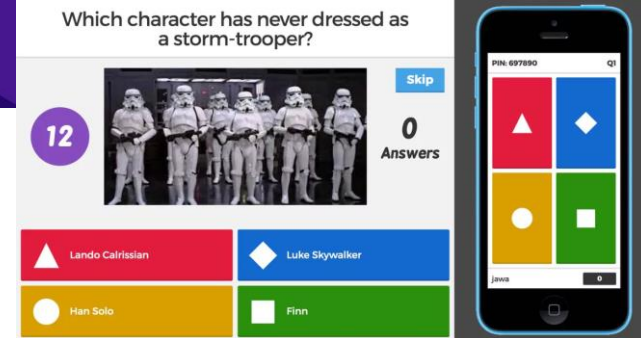 Which character has never dressed as
a storm-trooper?
Skip
12
0
Answers
Lando Calrissian
Luke Skywalker
Han Solo
Finn
PIN: 697890 Q1
jawa 0